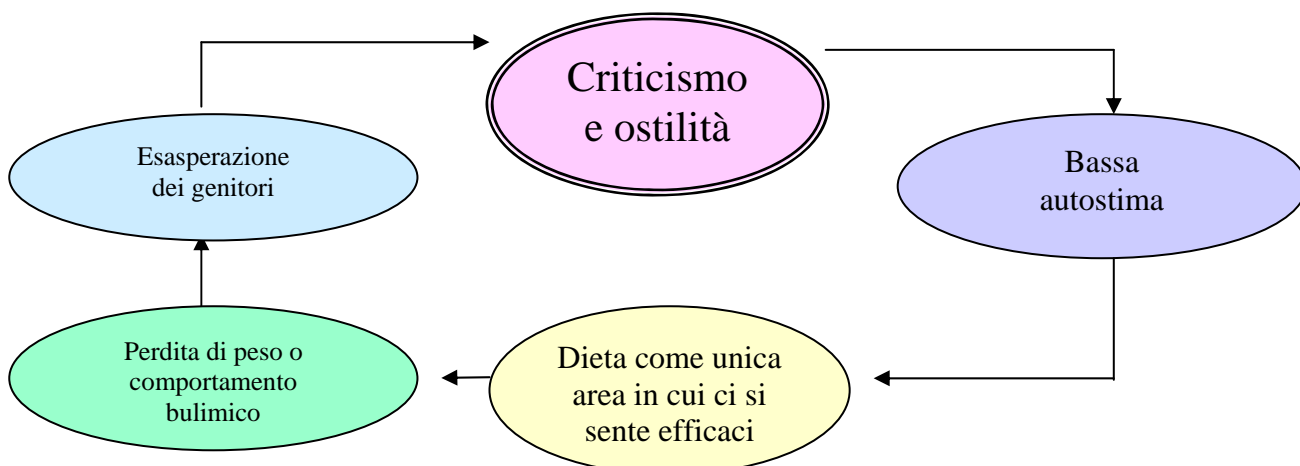 Criticismo
e ostilità
Esasperazione
dei genitori
Bassa
autostima
Perdita di peso o
comportamento
bulimico
Dieta come unica
area in cui ci si
sente efficaci